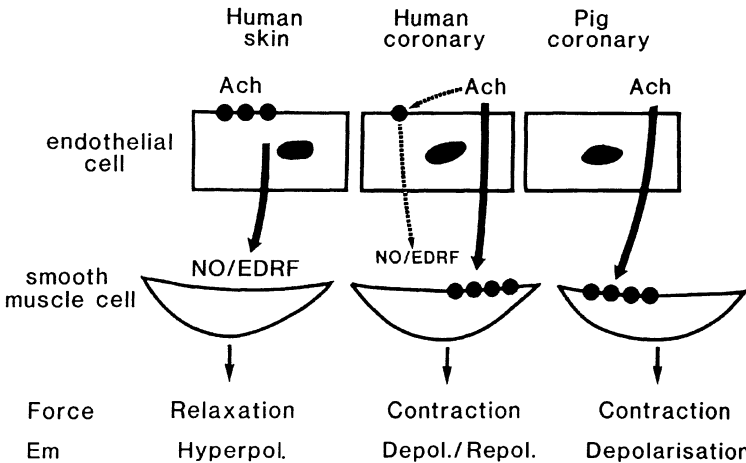 Human skin
Human coronary
Pig coronary
Ach
Ach
Ach
endothelial cell
NO/EDRF
NO/EDRF
smooth muscle cell
Force Relaxation Contraction Contraction
Em Hyperpol. Depol./Repol. Depolarisation